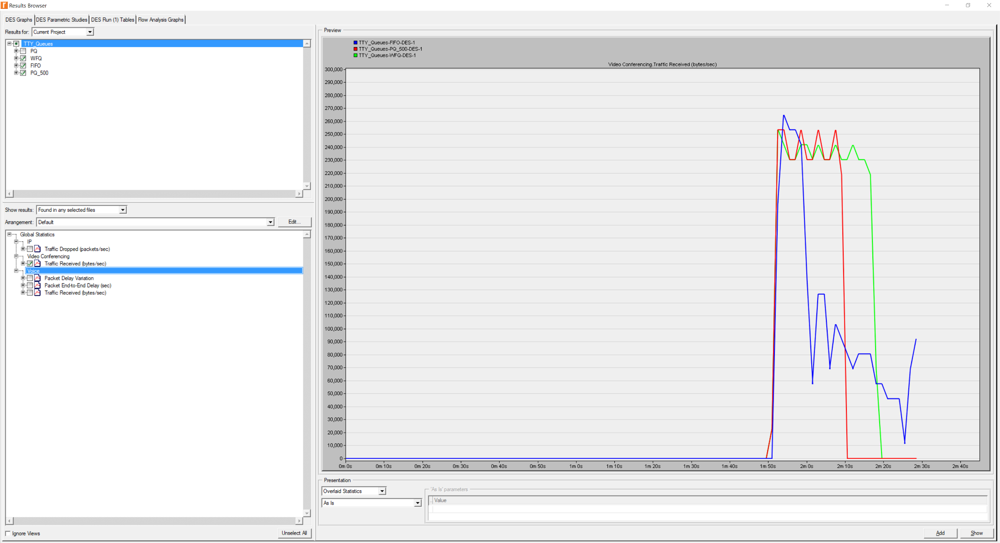 Results Browser
DES Graphs DES Parametric Studies DES Run (1) Tables Flow Analysis Graphs
Results for: Current Project
TTY_Queues
PQ
WFQ
FIFO
PQ_500
Show results: Found in any selected files
Arrangement: Default Edit...
Global Statistics
IP
Traffic Dropped (packets/sec)
Video Conferencing
Traffic Received (bytes/sec)
Voice
Packet Delay Variation
Packet End-to-End Delay (sec)
Traffic Received (bytes/sec)
Ignore Views
Unselect All
Preview
TTY_Queues-FIFO-DES-1
TTY_Queues-PQ_500-DES-1
TTY_Queues-WFQ-DES-1
Video Conferencing.Traffic Received (bytes/sec)
300,000
290,000
280,000
270,000
260,000
250,000
240,000
230,000
220,000
210,000
200,000
190,000
180,000
170,000
160,000
150,000
140,000
130,000
120,000
110,000
100,000
90,000
80,000
70,000
60,000
50,000
40,000
30,000
20,000
10,000
0
0m 0s 0m 10s 0m 20s 0m 30s 0m 40s 0m 50s 1m 0s 1m 10s 1m 20s 1m 30s 1m 40s 1m 50s 2m 0s 2m 10s 2m 20s 2m 30s 2m 40s
Presentation
Overlaid Statistics
As Is
'As Is' parameters
... Value
Add Show